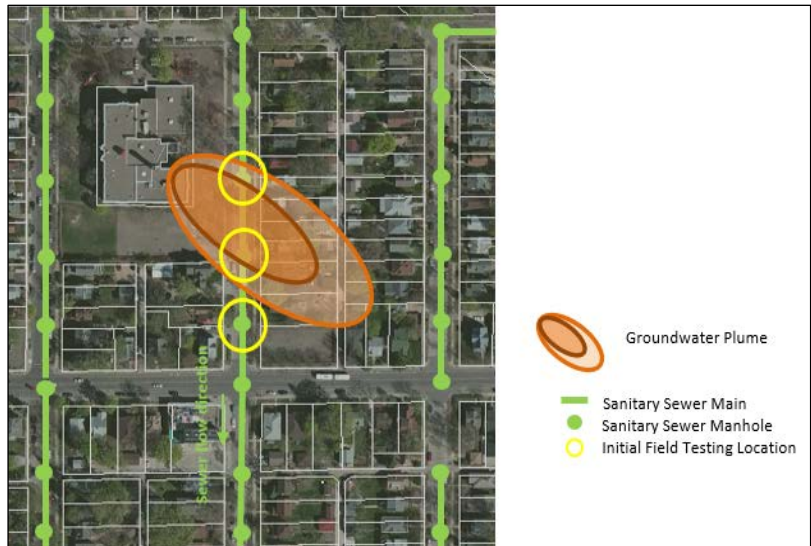 Sewer flow direction
Groundwater Plume
Sanitary Sewer Main
Sanitary Sewer Manhole
Initial Field Testing Location